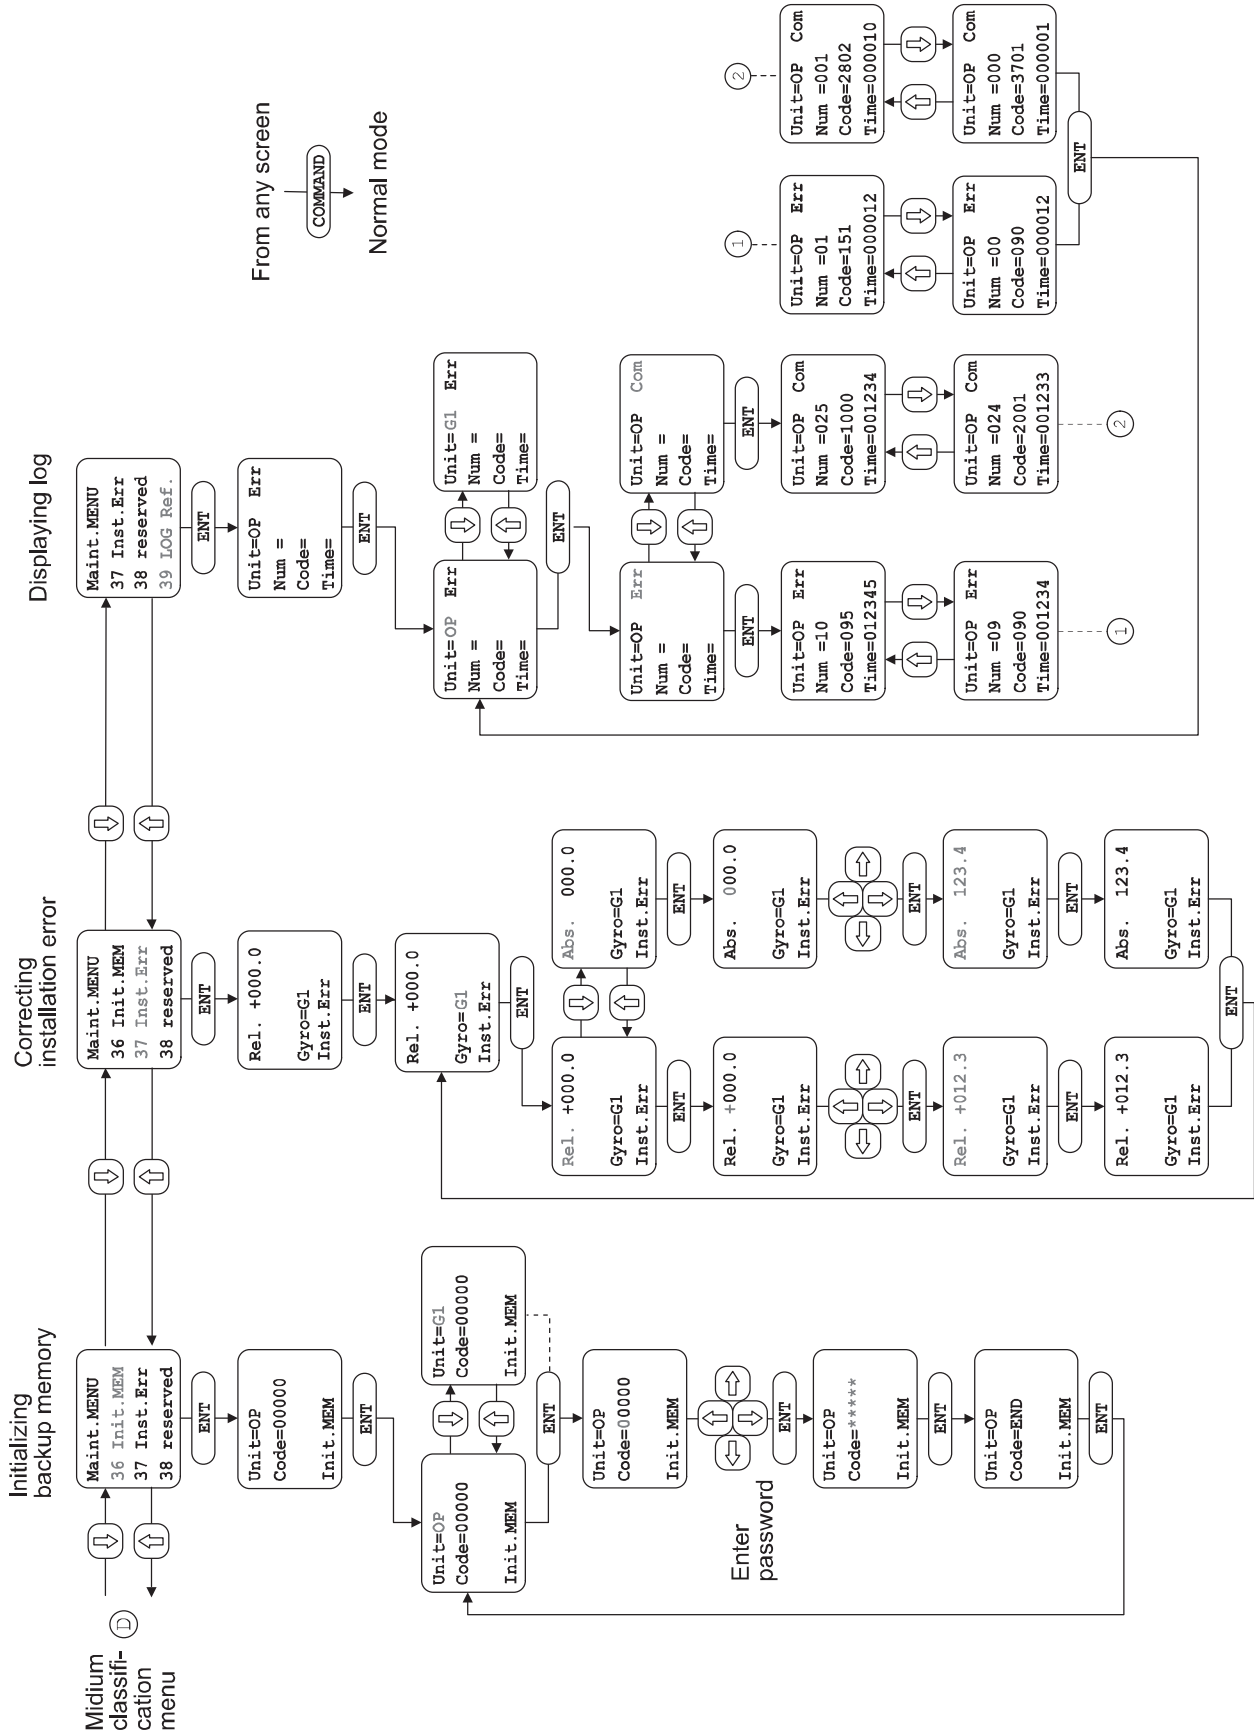 Midium
classifi-
cation
menu
D
Initializing
backup memory
Maint.MENU
36 Init.MEM
37 Inst.Err
38 reserved
ENT
Unit=OP
Code=00000
Init.MEM
ENT
Unit=OP
Code=00000
Init.MEM
Unit=G1
Code=00000
Init.MEM
ENT
Unit=OP
Code=00000
Init.MEM
Enter
password
ENT
Unit=OP
Code=*****
Init.MEM
ENT
Unit=OP
Code=END
Init.MEM
ENT
Correcting
installation error
Maint.MENU
36 Init.MEM
37 Inst.Err
38 reserved
ENT
Rel. +000.0
Gyro=G1
Inst.Err
ENT
Rel. +000.0
Gyro=G1
Inst.Err
ENT
Rel. +000.0
Gyro=G1
Inst.Err
ENT
Rel. +000.0
Gyro=G1
Inst.Err
ENT
Rel. +012.3
Gyro=G1
Inst.Err
ENT
Rel. +012.3
Gyro=G1
Inst.Err
Abs. 000.0
Gyro=G1
Inst.Err
ENT
Abs. 000.0
Gyro=G1
Inst.Err
ENT
Abs. 123.4
Gyro=G1
Inst.Err
ENT
Abs. 123.4
Gyro=G1
Inst.Err
ENT
Displaying log
Maint.MENU
37 Inst.Err
38 reserved
39 LOG Ref.
ENT
Unit=OP Err
Num =
Code=
Time=
ENT
Unit=OP Err
Num =
Code=
Time=
Unit=G1 Err
Num =
Code=
Time=
ENT
Unit=OP Err
Num =
Code=
Time=
ENT
Unit=OP Err
Num =10
Code=095
Time=012345
Unit=OP Err
Num =09
Code=090
Time=001234
1
Unit=OP Com
Num =
Code=
Time=
ENT
Unit=OP Com
Num =025
Code=1000
Time=001234
Unit=OP Com
Num =024
Code=2001
Time=001233
2
From any screen
COMMAND
Normal mode
1
Unit=OP Err
Num =01
Code=151
Time=000012
Unit=OP Err
Num =00
Code=090
Time=000012
2
Unit=OP Com
Num =001
Code=2802
Time=000010
Unit=OP Com
Num =000
Code=3701
Time=000001
ENT